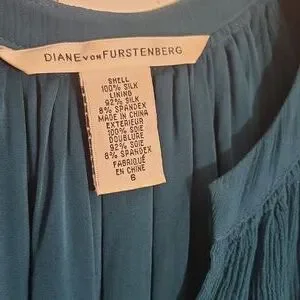 DIANE VON FURSTENBERG
SHELL
100% SILK
LINING
92% SILK
8% SPANDEX
MADE IN CHINA
EXTERIEUR
100% SOIE
DOUBLURE
92% SOIE
8% SPANDEX
FABRIQUÉ
EN CHINE
6